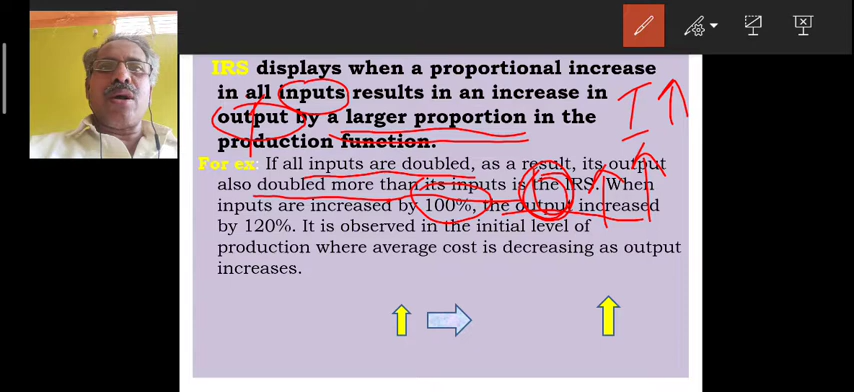 IRS displays when a proportional increase
in all inputs results in an increase in
output by a larger proportion in the
production function.
For ex: If all inputs are doubled, as a result, its output
also doubled more than its inputs is the IRS. When
inputs are increased by 100%, the output increased
by 120%. It is observed in the initial level of
production where average cost is decreasing as output
increases.
I